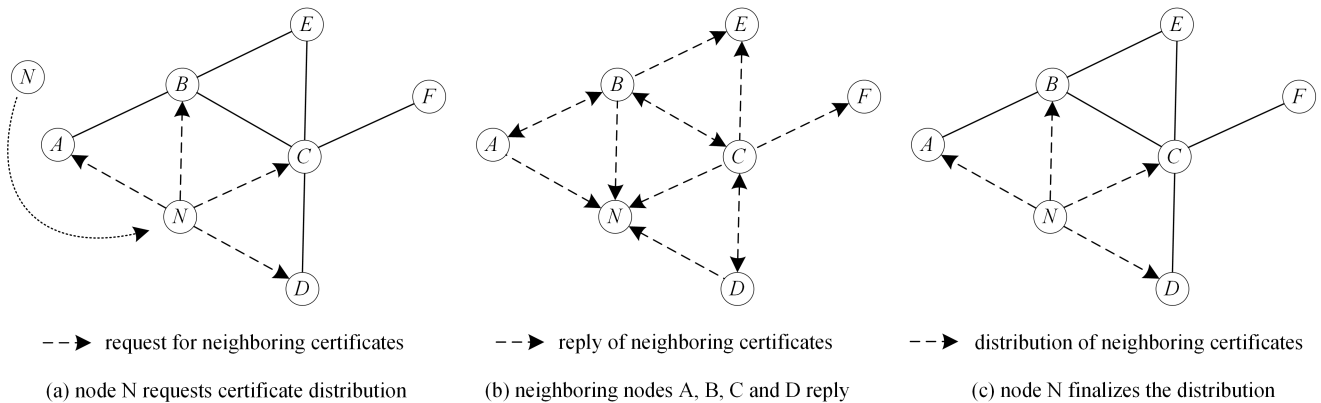 E
N
B
F
A
C
N
D
request for neighboring certificates
(a) node N requests certificate distribution
E
B
F
A
C
N
D
reply of neighboring certificates
(b) neighboring nodes A, B, C and D reply
E
B
F
A
C
N
D
distribution of neighboring certificates
(c) node N finalizes the distribution